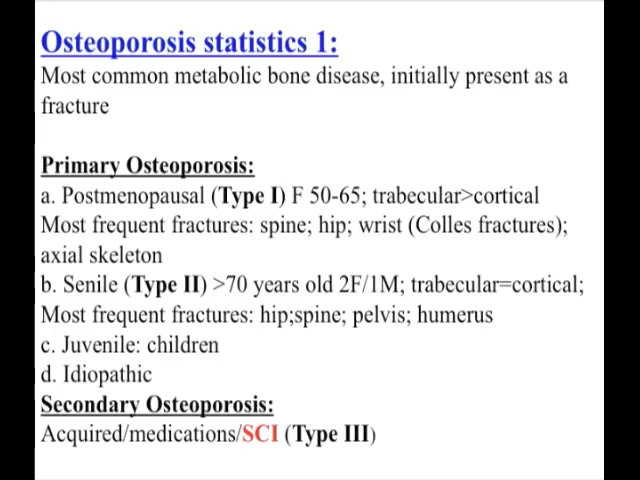 Osteoporosis statistics 1:
Most common metabolic bone disease, initially present as a
fracture
Primary Osteoporosis:
a. Postmenopausal (Type I) F 50-65; trabecular>cortical
Most frequent fractures: spine; hip; wrist (Colles fractures);
axial skeleton
b. Senile (Type II) >70 years old 2F/1M; trabecular=cortical;
Most frequent fractures: hip;spine; pelvis; humerus
c. Juvenile: children
d. Idiopathic
Secondary Osteoporosis:
Acquired/medications/SCI (Type III)